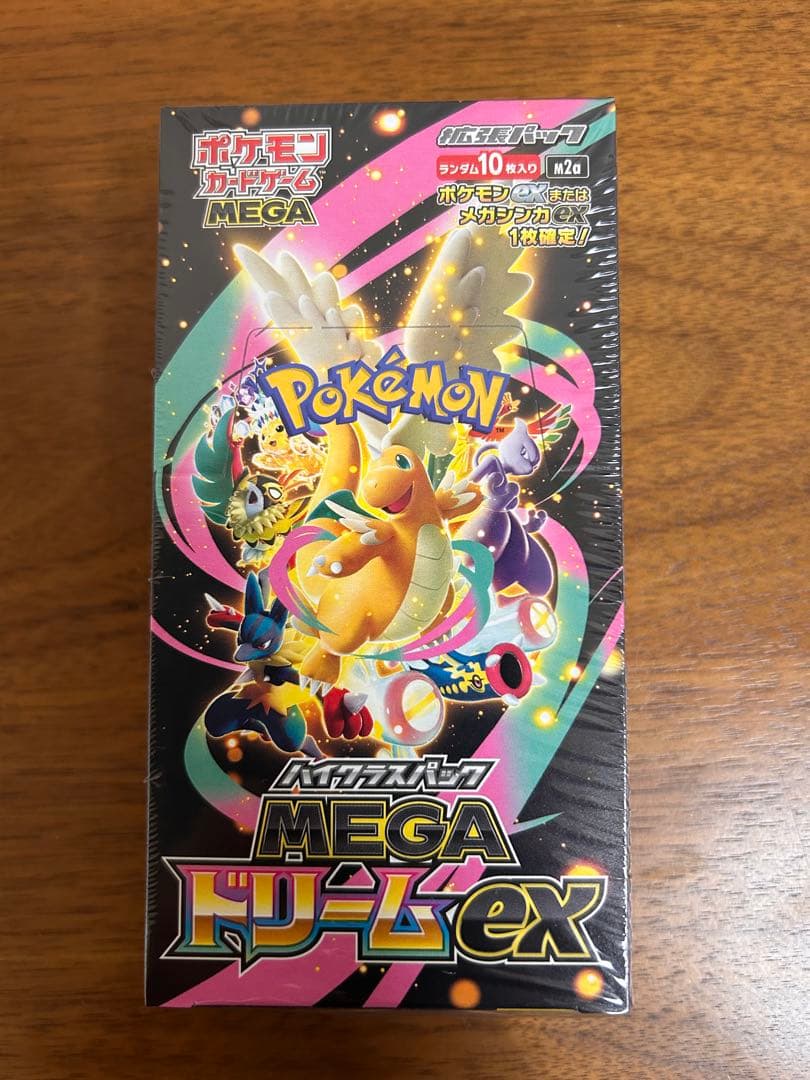 ポケモン
カードゲーム
MEGA
拡張パック
ランダム10枚入り M2a
ポケモンexまたは
メガシンカex
1枚確定!
POKéMON
TM
ハイクラスパック
MEGA
ドリームex